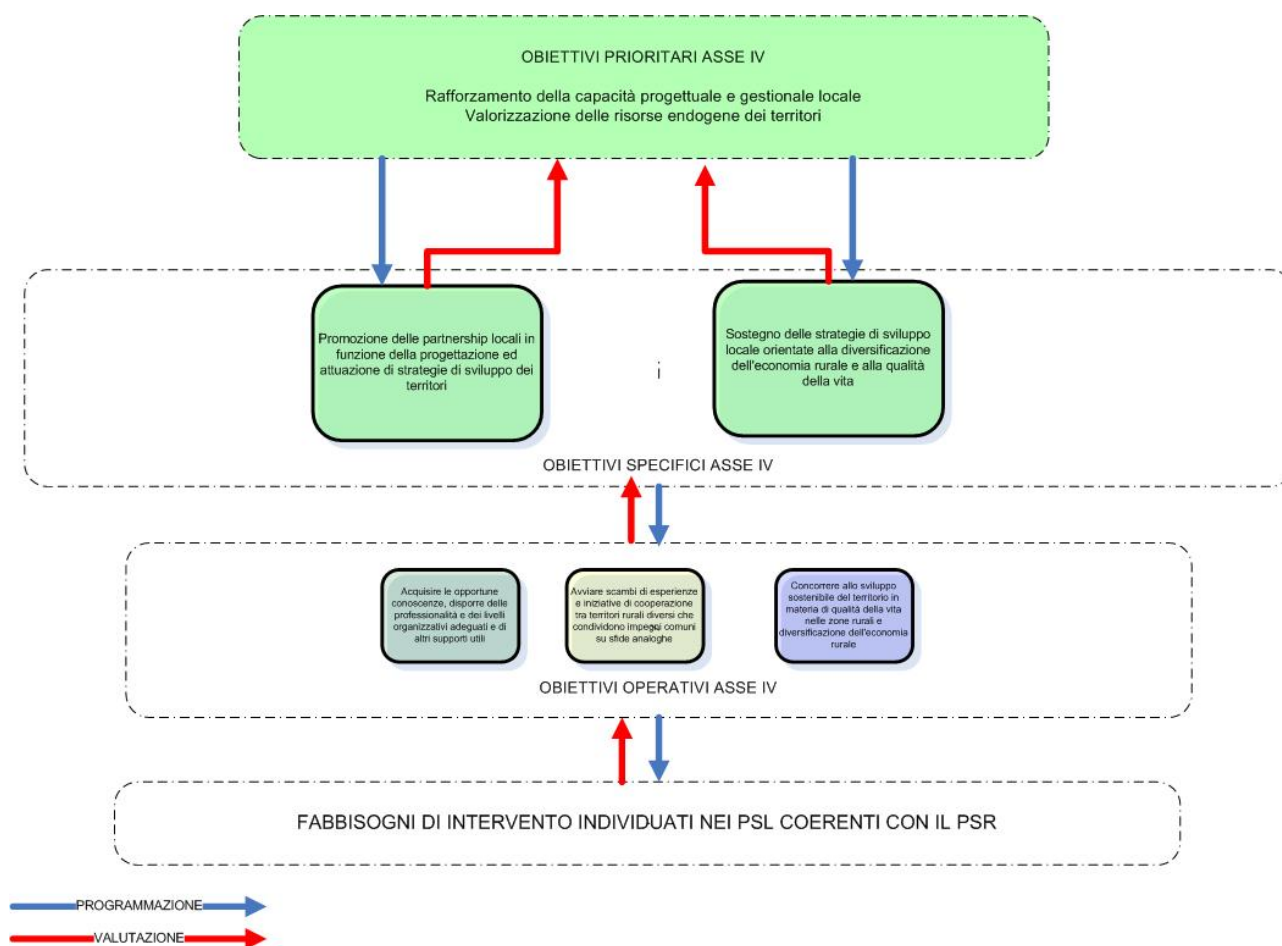 OBIETTIVI PRIORITARI ASSE IV
Rafforzamento della capacità progettuale e gestionale locale
Valorizzazione delle risorse endogene dei territori
Promozione delle partnership locali in
funzione della progettazione ed
attuazione di strategie di sviluppo dei
territori
i
Sostegno delle strategie di sviluppo
locale orientate alla diversificazione
dell'economia rurale e alla qualità
della vita
OBIETTIVI SPECIFICI ASSE IV
Acquisire le opportune
conoscenze, disporre delle
professionalità e dei livelli
organizzativi adeguati e di
altri supporti utili
Avviare scambi di esperienze
e iniziative di cooperazione
tra territori rurali diversi che
condividono impegni comuni
su sfide analoghe
Concorrere allo sviluppo
sostenibile del territorio in
materia di qualità della vita
nelle zone rurali e
diversificazione dell'economia
rurale
OBIETTIVI OPERATIVI ASSE IV
FABBISOGNI DI INTERVENTO INDIVIDUATI NEI PSL COERENTI CON IL PSR
PROGRAMMAZIONE
VALUTAZIONE